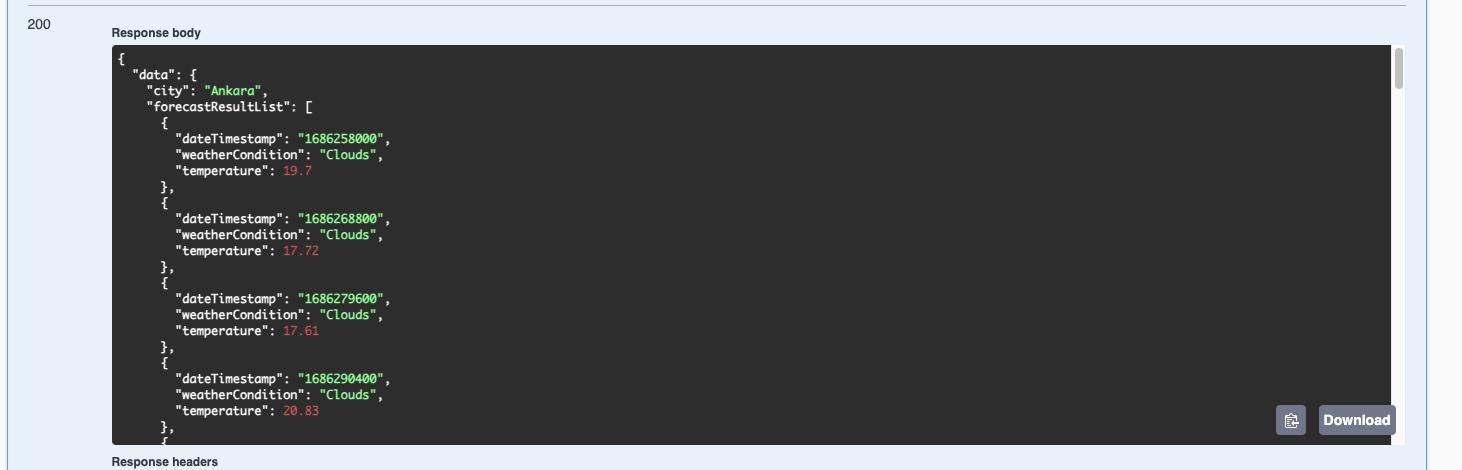 200
Response body
{
  "data": {
    "city": "Ankara",
    "forecastResultList": [
      {
        "dateTimestamp": "1686258000",
        "weatherCondition": "Clouds",
        "temperature": 19.7
      },
      {
        "dateTimestamp": "1686268800",
        "weatherCondition": "Clouds",
        "temperature": 17.72
      },
      {
        "dateTimestamp": "1686279600",
        "weatherCondition": "Clouds",
        "temperature": 17.61
      },
      {
        "dateTimestamp": "1686290400",
        "weatherCondition": "Clouds",
        "temperature": 20.83
      },
      {
Download
Response headers